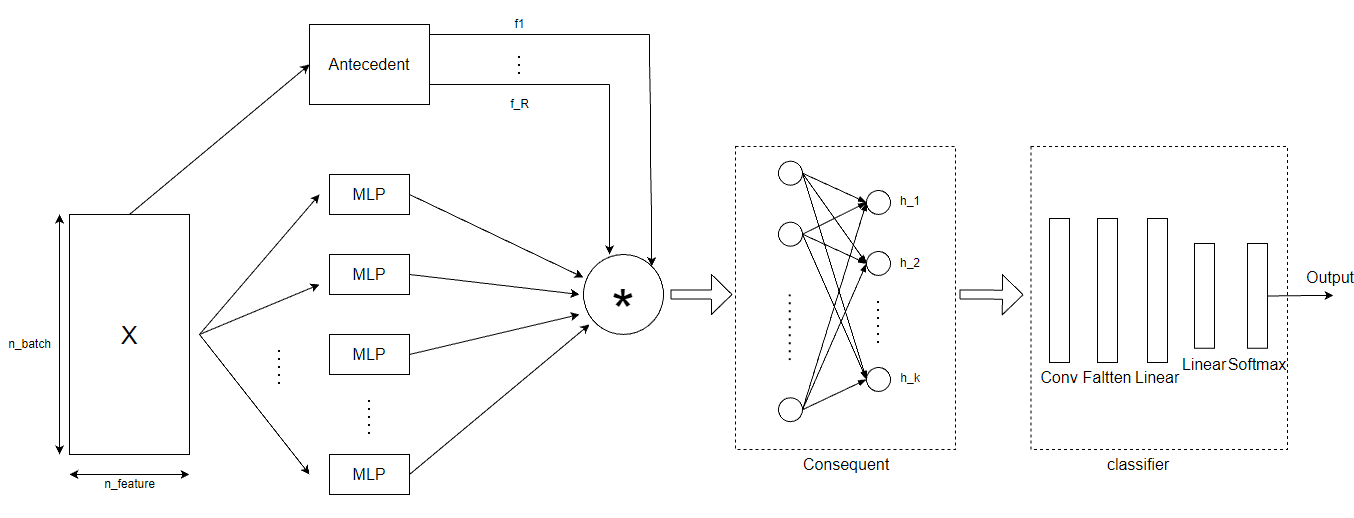 f1
Antecedent
f_R
MLP
MLP
MLP
MLP
X
n_batch
n_feature
*
h_1
h_2
h_k
Consequent
Conv
Faltten
Linear
Linear
Softmax
classifier
Output